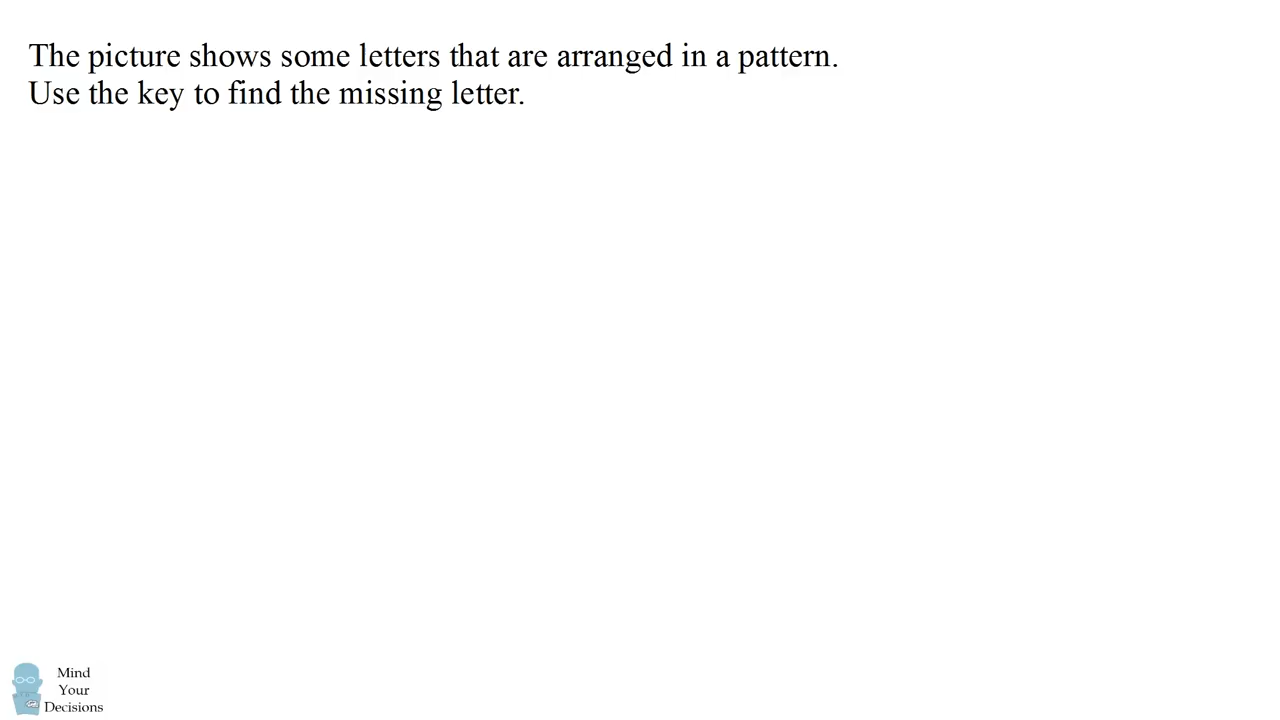 The picture shows some letters that are arranged in a pattern.
Use the key to find the missing letter.
Mind
Your
Decisions